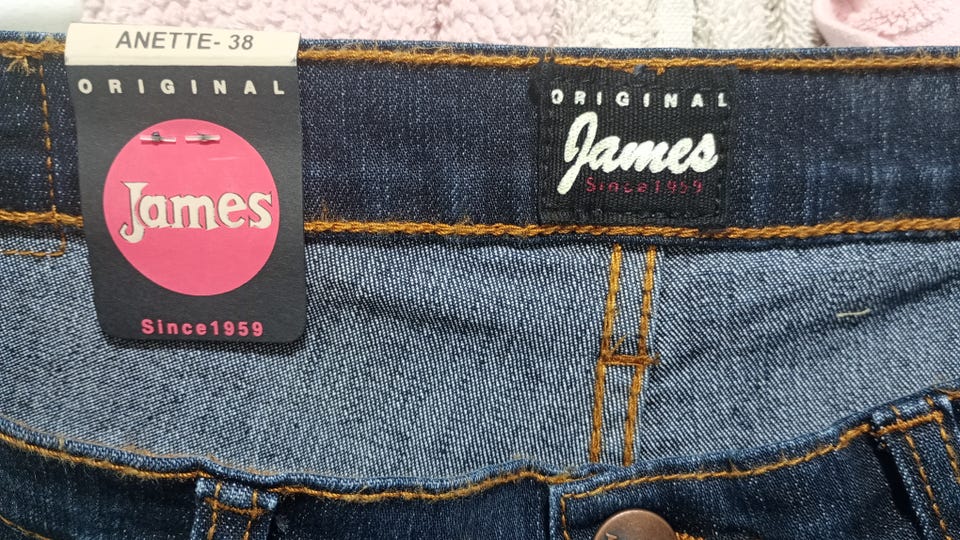 ANETTE- 38
ORIGINAL
James
Since1959
ORIGINAL
James
Since1959